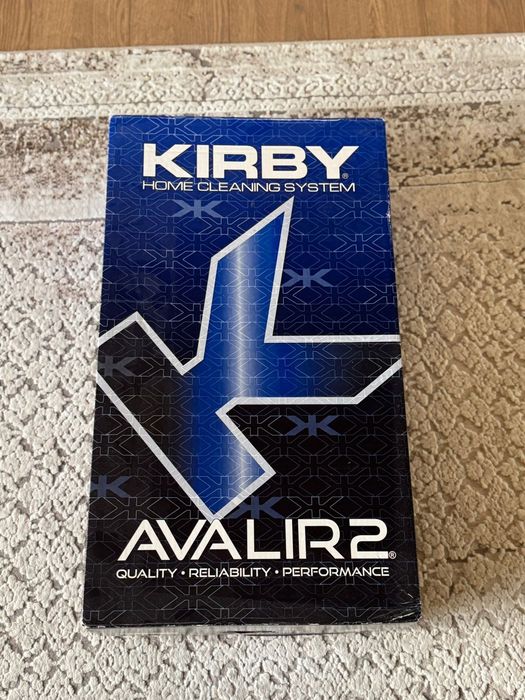 KIRBY®
HOME CLEANING SYSTEM
AVALIR2®
QUALITY • RELIABILITY • PERFORMANCE